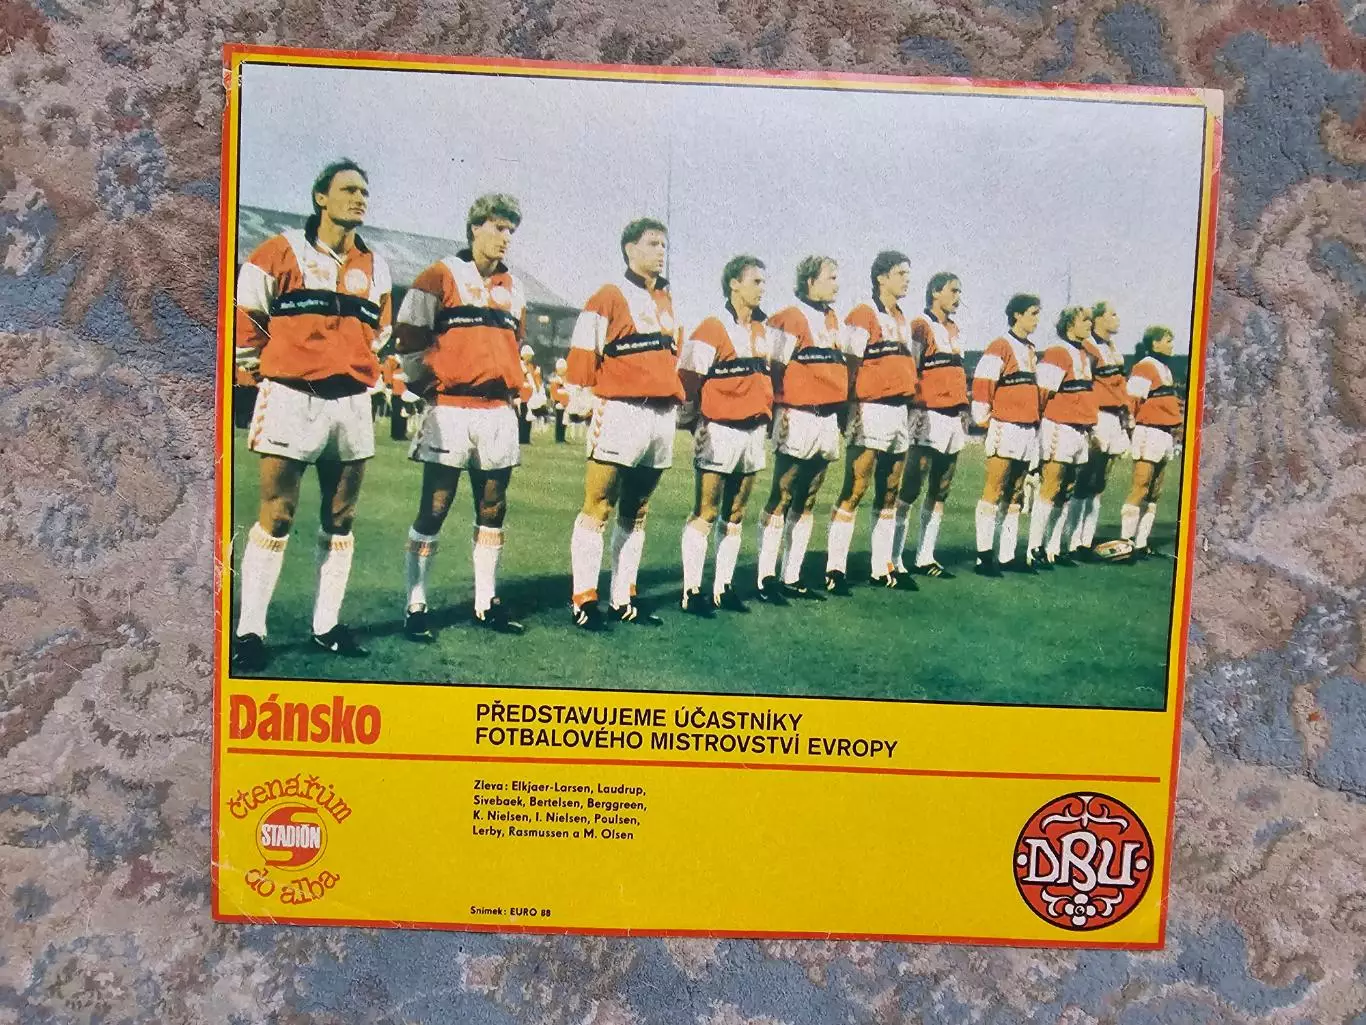 Dánsko
PŘEDSTAVUJEME ÚČASTNÍKY
FOTBALOVÉHO MISTROVSTVÍ EVROPY
čtenářům
STADIÓN
do alba
Zleva: Elkjaer-Larsen, Laudrup,
Sivebaek, Bertelsen, Berggreen,
K. Nielsen, I. Nielsen, Poulsen,
Lerby, Rasmussen a M. Olsen
Snímek: EURO 88
DBU